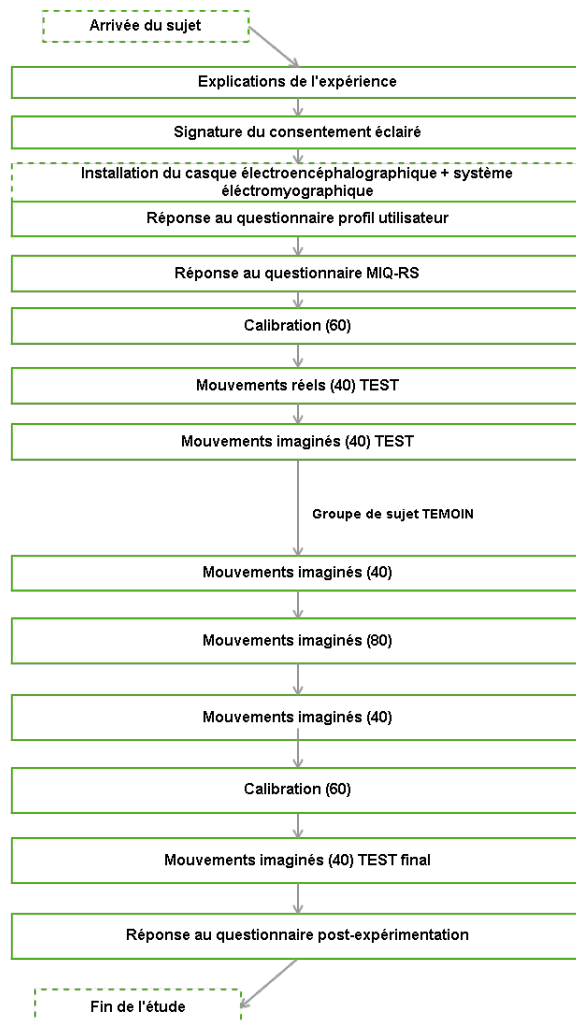 Arrivée du sujet
Explications de l'expérience
Signature du consentement éclairé
Installation du casque électroencéphalographique + système
éléctromyographique
Réponse au questionnaire profil utilisateur
Réponse au questionnaire MIQ-RS
Calibration (60)
Mouvements réels (40) TEST
Mouvements imaginés (40) TEST
Groupe de sujet TEMOIN
Mouvements imaginés (40)
Mouvements imaginés (80)
Mouvements imaginés (40)
Calibration (60)
Mouvements imaginés (40) TEST final
Réponse au questionnaire post-expérimentation
Fin de l'étude